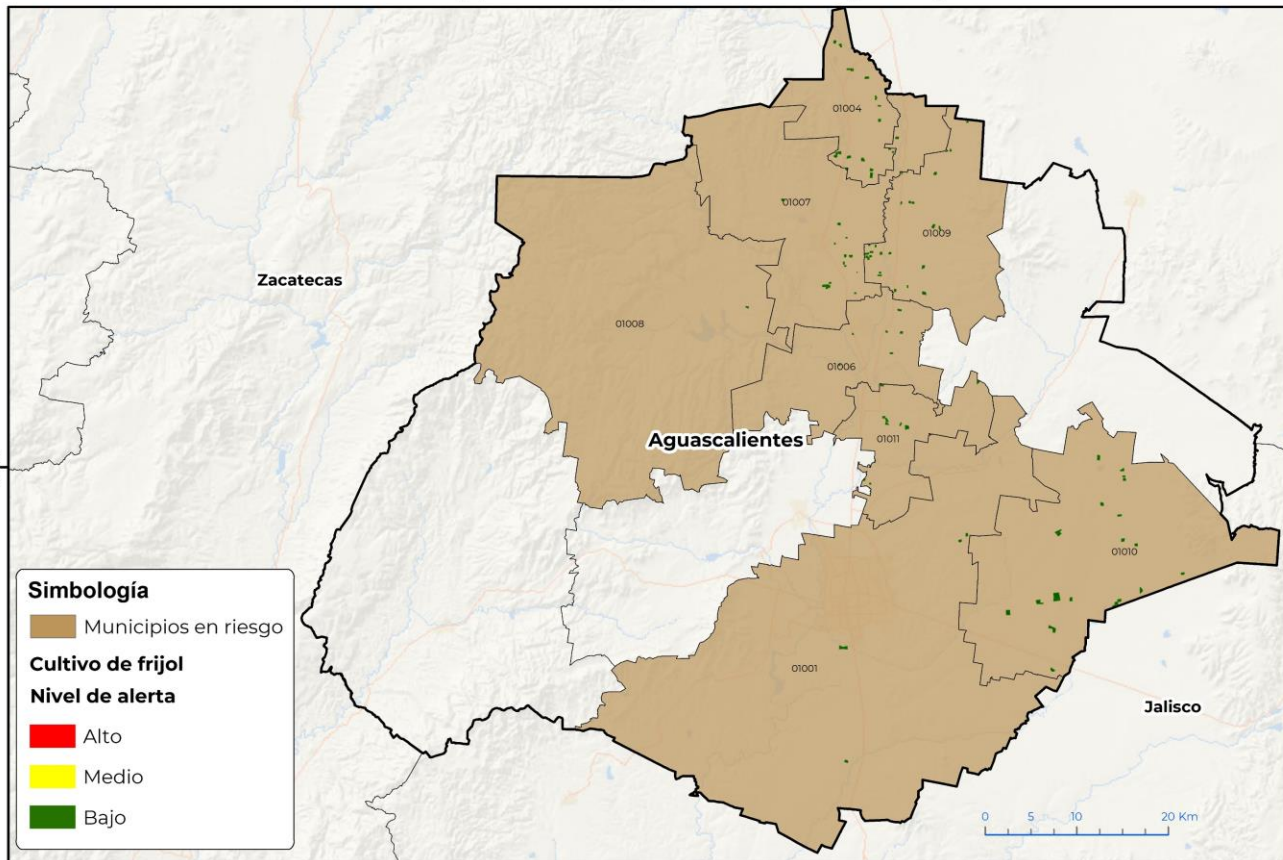 01004
01007
01009
Zacatecas
01008
01006
Aguascalientes
01011
01010
Simbología
Municipios en riesgo
Cultivo de frijol
Nivel de alerta
Alto
Medio
Bajo
01001
Jalisco
0 5 10 20 Km